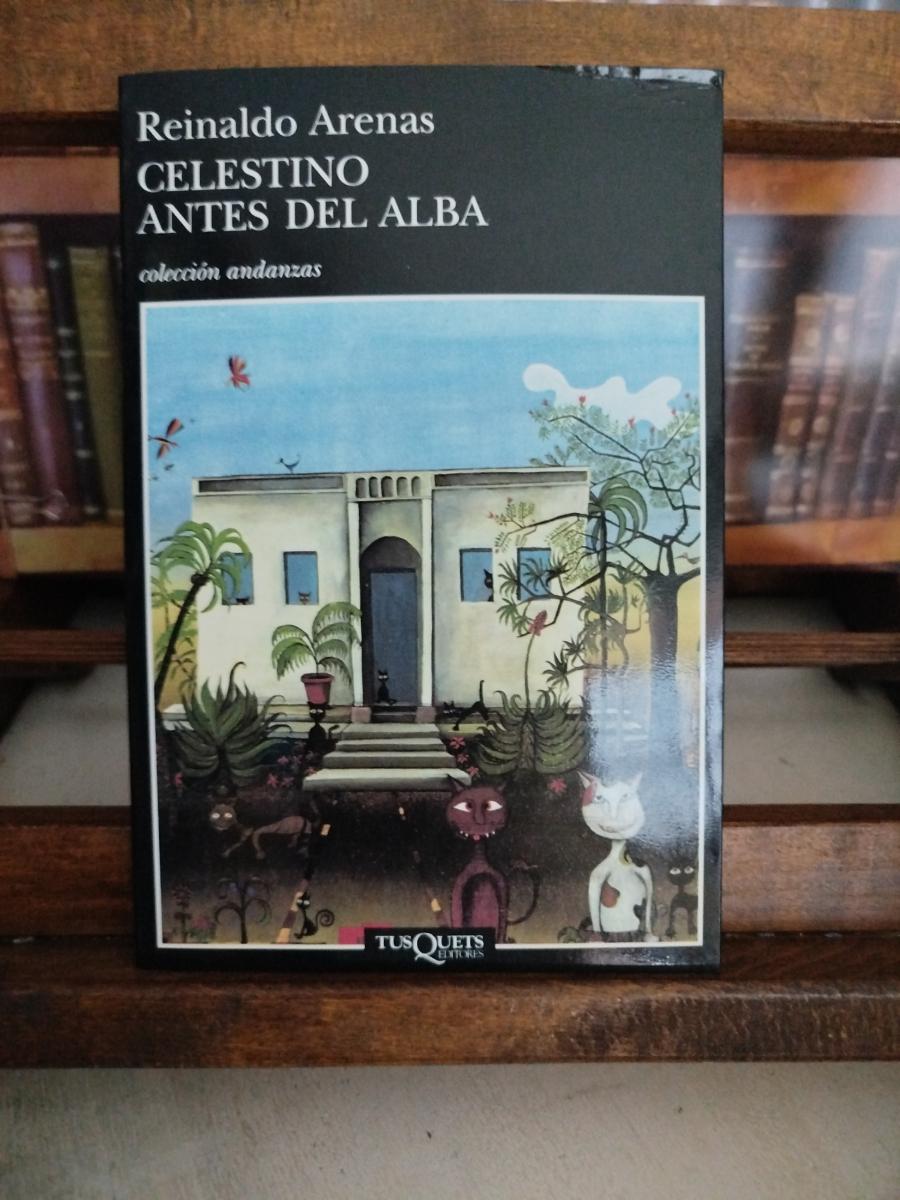 Reinaldo Arenas
CELESTINO
ANTES DEL ALBA
colección andanzas
TUSQUETS
EDITORES